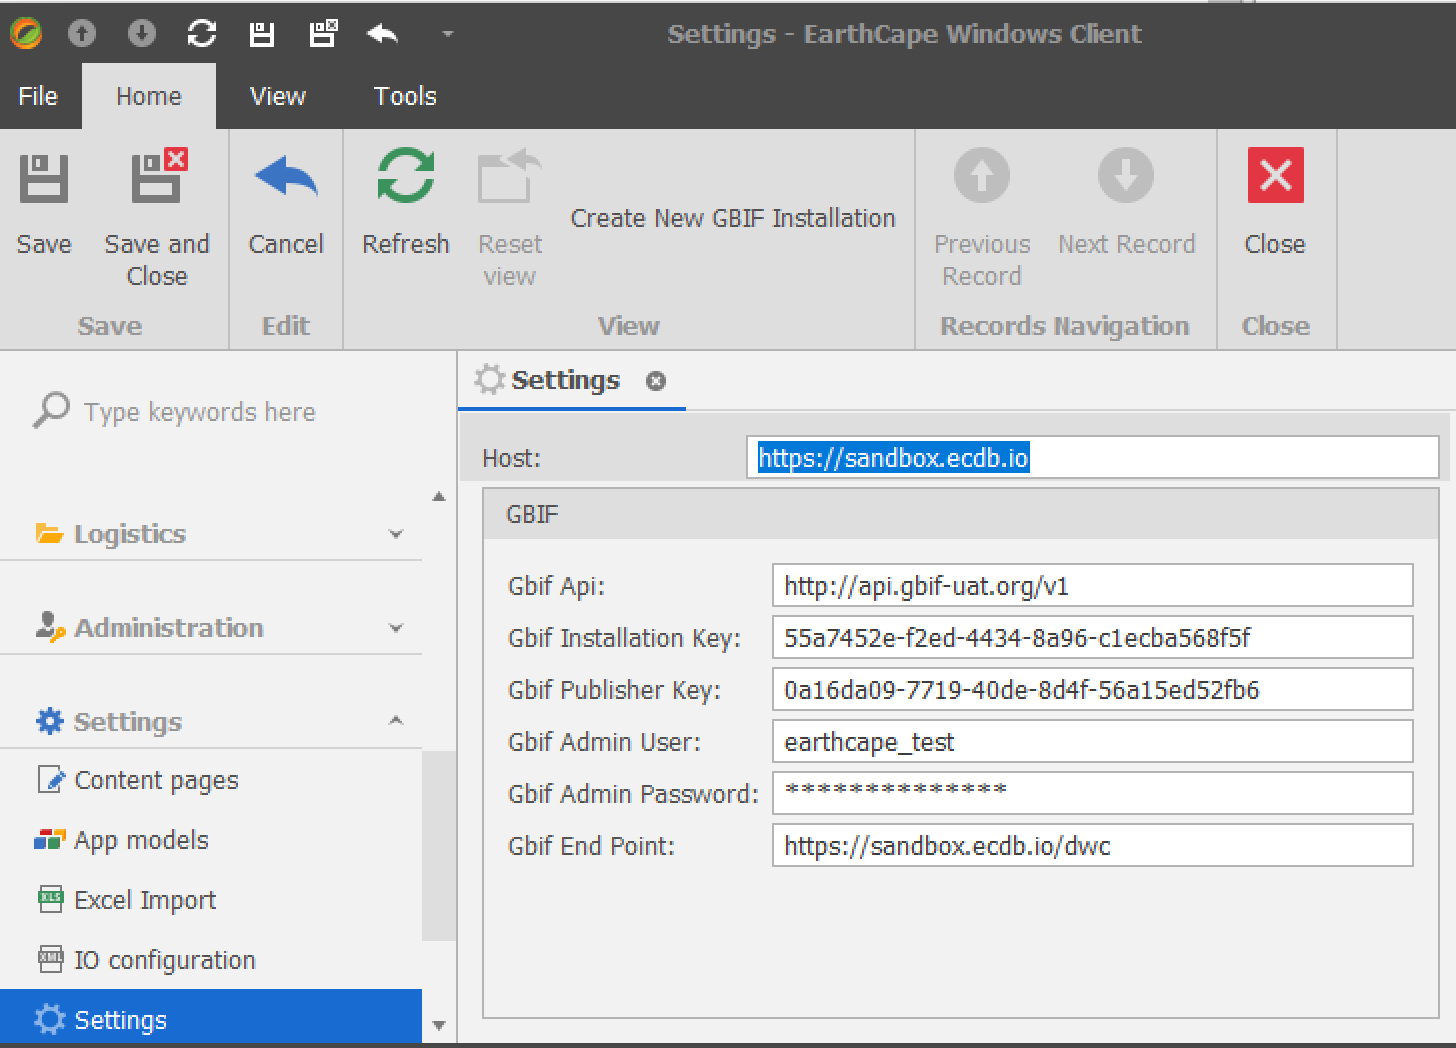 Settings - EarthCape Windows Client
File Home View Tools
Save
Save and Close
Cancel
Refresh
Reset view
Create New GBIF Installation
Previous Record
Next Record
Close
Save Edit View Records Navigation Close
Type keywords here
Logistics
Administration
Settings
Content pages
App models
XLS Excel Import
XML IO configuration
Settings
Settings
Host: https://sandbox.ecdb.io
GBIF
Gbif Api: http://api.gbif-uat.org/v1
Gbif Installation Key: 55a7452e-f2ed-4434-8a96-c1ecba568f5f
Gbif Publisher Key: 0a16da09-7719-40de-8d4f-56a15ed52fb6
Gbif Admin User: earthcape_test
Gbif Admin Password: **************
Gbif End Point: https://sandbox.ecdb.io/dwc